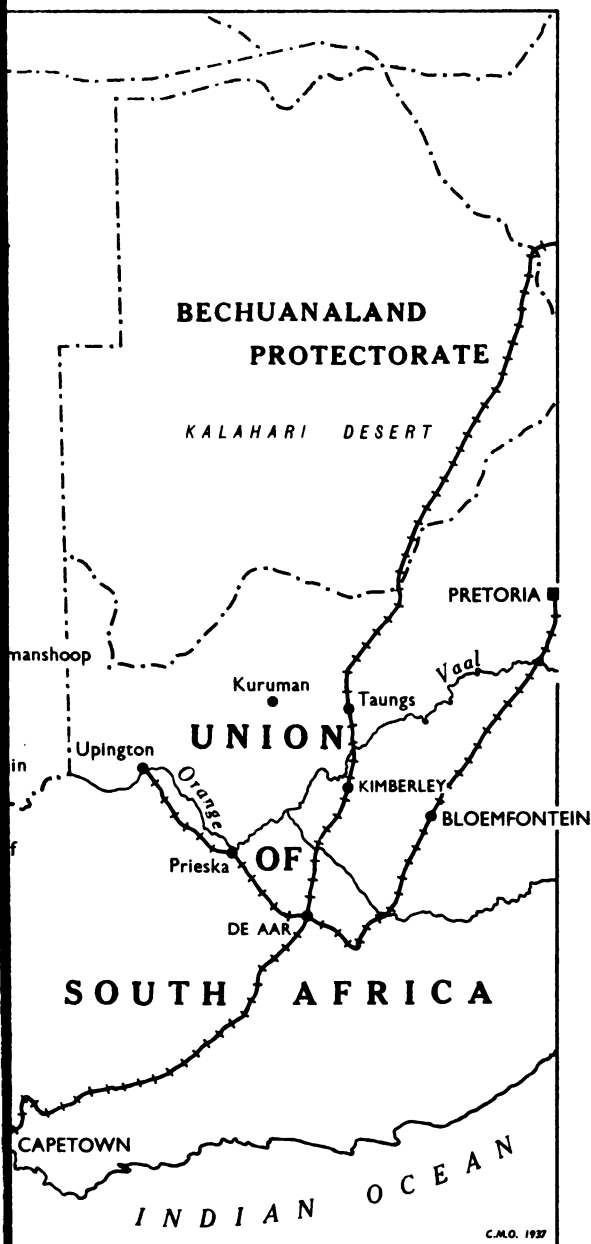 BECHUANALAND
PROTECTORATE
KALAHARI DESERT
PRETORIA
manshoop
Vaal
Kuruman
Taungs
UNION
in
Upington
Orange
KIMBERLEY
BLOEMFONTEIN
f
Prieska
OF
DE AAR
SOUTH AFRICA
CAPETOWN
INDIAN OCEAN
C.M.O. 1937